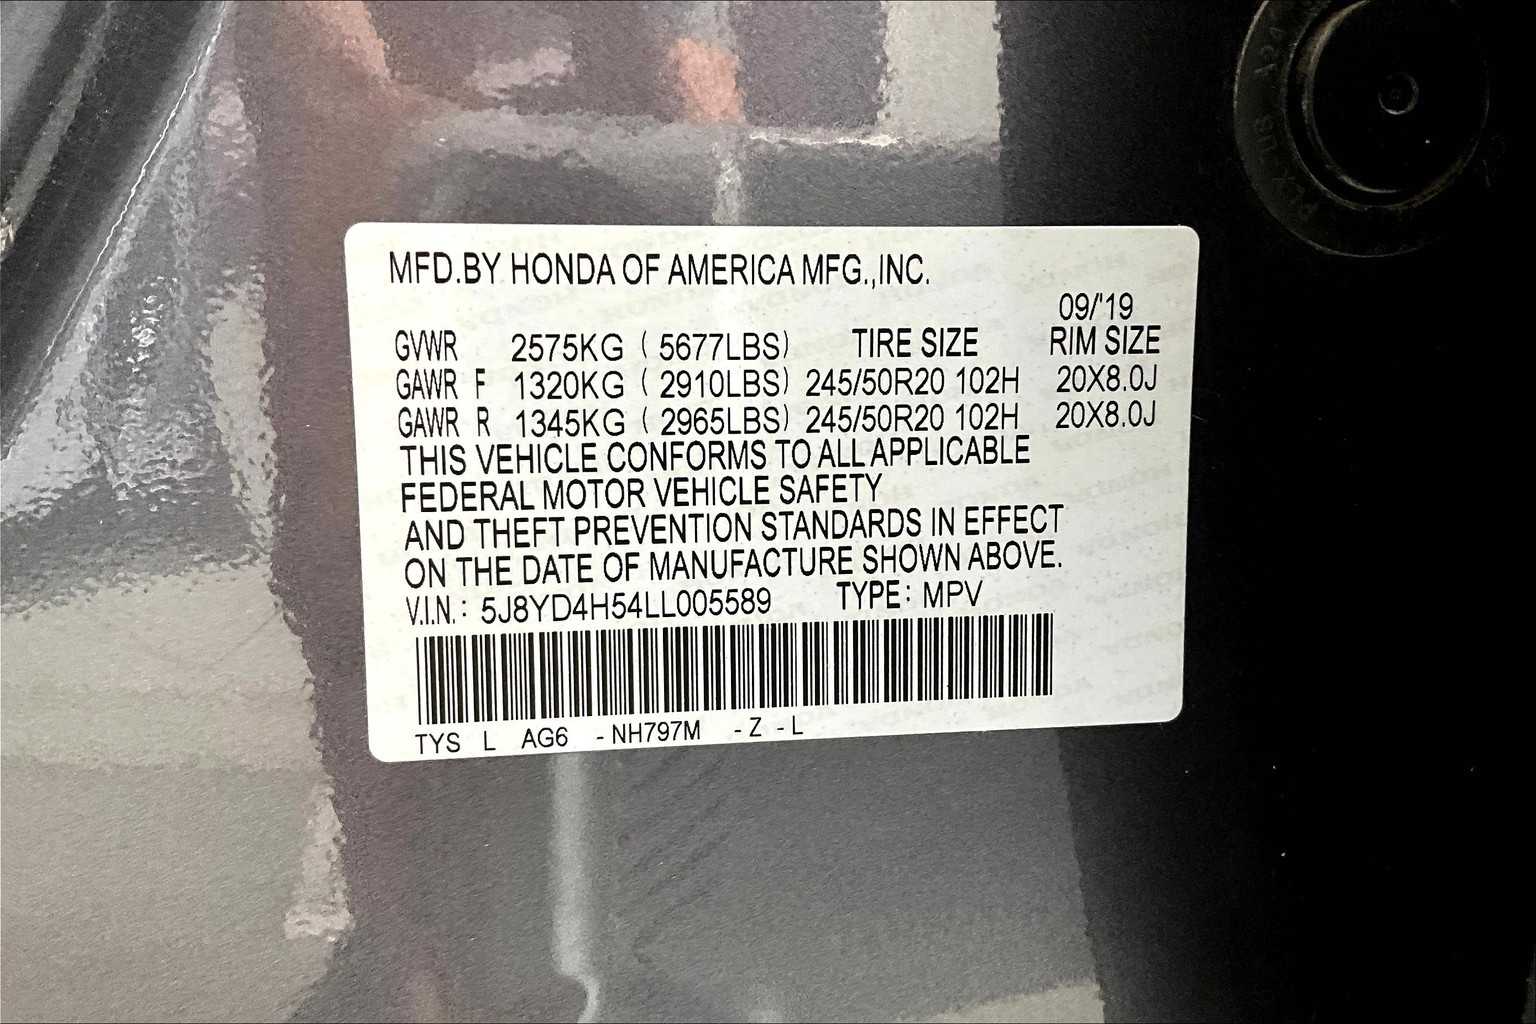 MFD.BY HONDA OF AMERICA MFG.,INC.
09/'19
GVWR 2575KG ( 5677LBS) TIRE SIZE RIM SIZE
GAWR F 1320KG ( 2910LBS) 245/50R20 102H 20X8.0J
GAWR R 1345KG ( 2965LBS) 245/50R20 102H 20X8.0J
THIS VEHICLE CONFORMS TO ALL APPLICABLE
FEDERAL MOTOR VEHICLE SAFETY
AND THEFT PREVENTION STANDARDS IN EFFECT
ON THE DATE OF MANUFACTURE SHOWN ABOVE.
V.I.N.: 5J8YD4H54LL005589 TYPE: MPV
TYS L AG6 -NH797M -Z -L